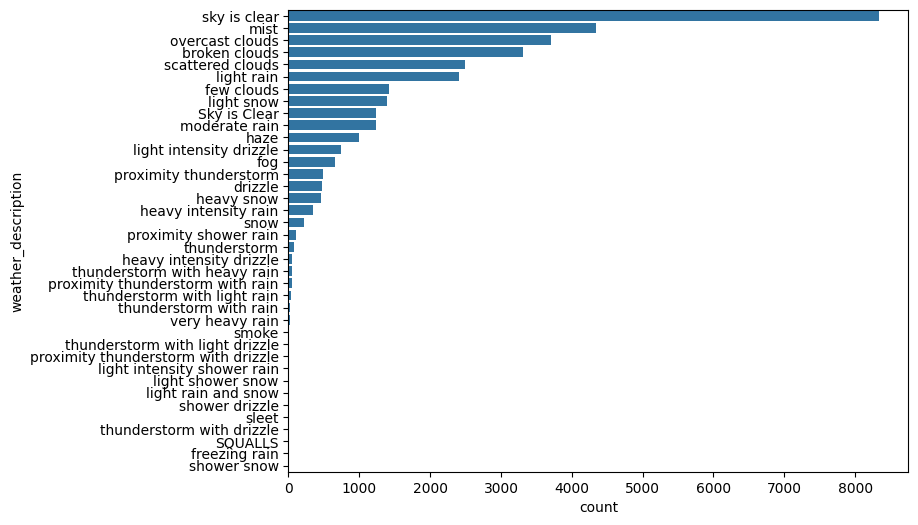 sky is clear
mist
overcast clouds
broken clouds
scattered clouds
light rain
few clouds
light snow
Sky is Clear
moderate rain
haze
light intensity drizzle
fog
proximity thunderstorm
drizzle
heavy snow
heavy intensity rain
snow
proximity shower rain
thunderstorm
heavy intensity drizzle
thunderstorm with heavy rain
proximity thunderstorm with rain
thunderstorm with light rain
thunderstorm with rain
very heavy rain
smoke
thunderstorm with light drizzle
proximity thunderstorm with drizzle
light intensity shower rain
light shower snow
light rain and snow
shower drizzle
sleet
thunderstorm with drizzle
SQUALLS
freezing rain
shower snow
weather_description
0 1000 2000 3000 4000 5000 6000 7000 8000
count